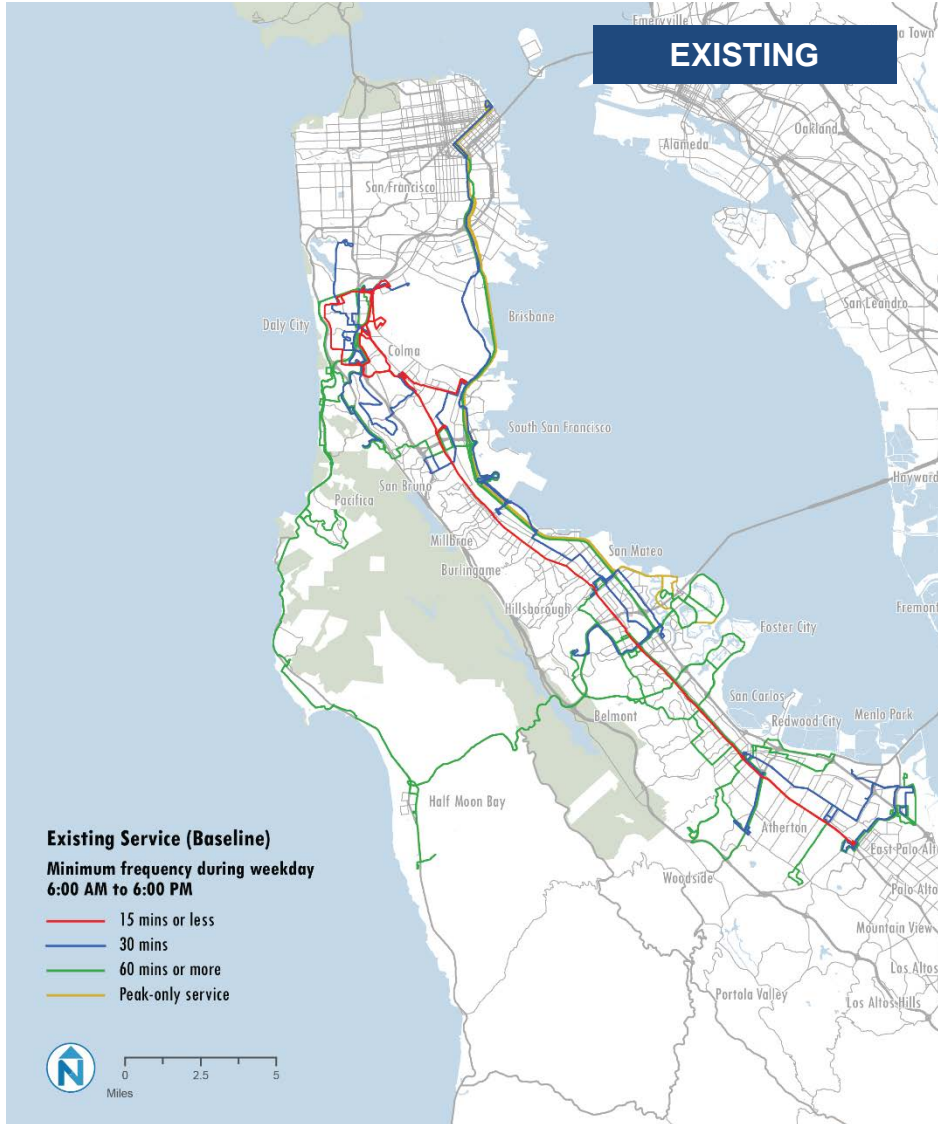 Emeryville
EXISTING
Town
Oakland
Alameda
San Francisco
San Leandro
Brisbane
Daly City
Colma
South San Francisco
Hayward
San Bruno
Pacifica
Millbrae
San Mateo
Burlingame
Hillsborough
Fremont
Foster City
San Carlos
Belmont
Redwood City
Menlo Park
Half Moon Bay
Atherton
East Palo Alt
Woodside
Palo Alto
Mountain View
Los Altos
Portola Valley
Los Altos Hills
Existing Service (Baseline)
Minimum frequency during weekday
6:00 AM to 6:00 PM
15 mins or less
30 mins
60 mins or more
Peak-only service
N
0 2.5 5
Miles